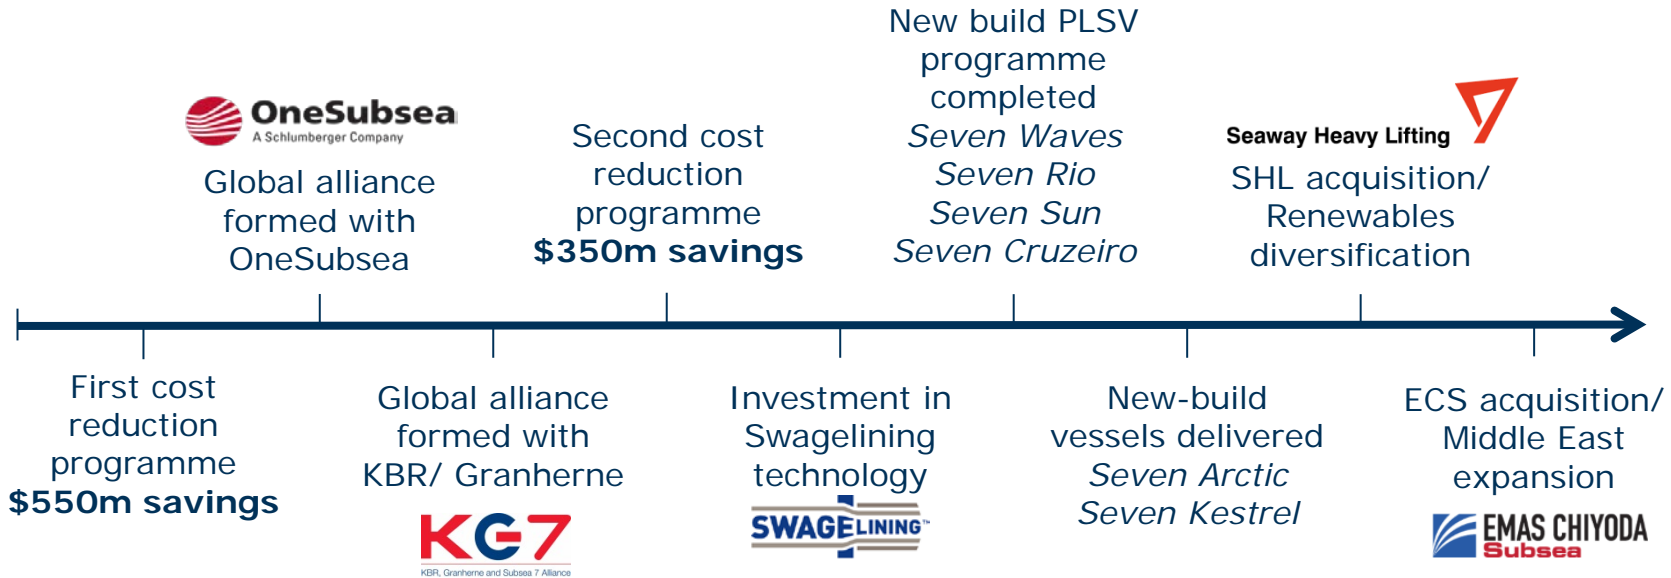 OneSubsea
A Schlumberger Company
Global alliance
formed with
OneSubsea
Second cost
reduction
programme
$350m savings
New build PLSV
programme
completed
Seven Waves
Seven Rio
Seven Sun
Seven Cruzeiro
Seaway Heavy Lifting
SHL acquisition/
Renewables
diversification
First cost
reduction
programme
$550m savings
Global alliance
formed with
KBR/ Granherne
KG7
KBR, Granherne and Subsea 7 Alliance
Investment in
Swagelining
technology
SWAGELINING™
New-build
vessels delivered
Seven Arctic
Seven Kestrel
ECS acquisition/
Middle East
expansion
EMAS CHIYODA
Subsea